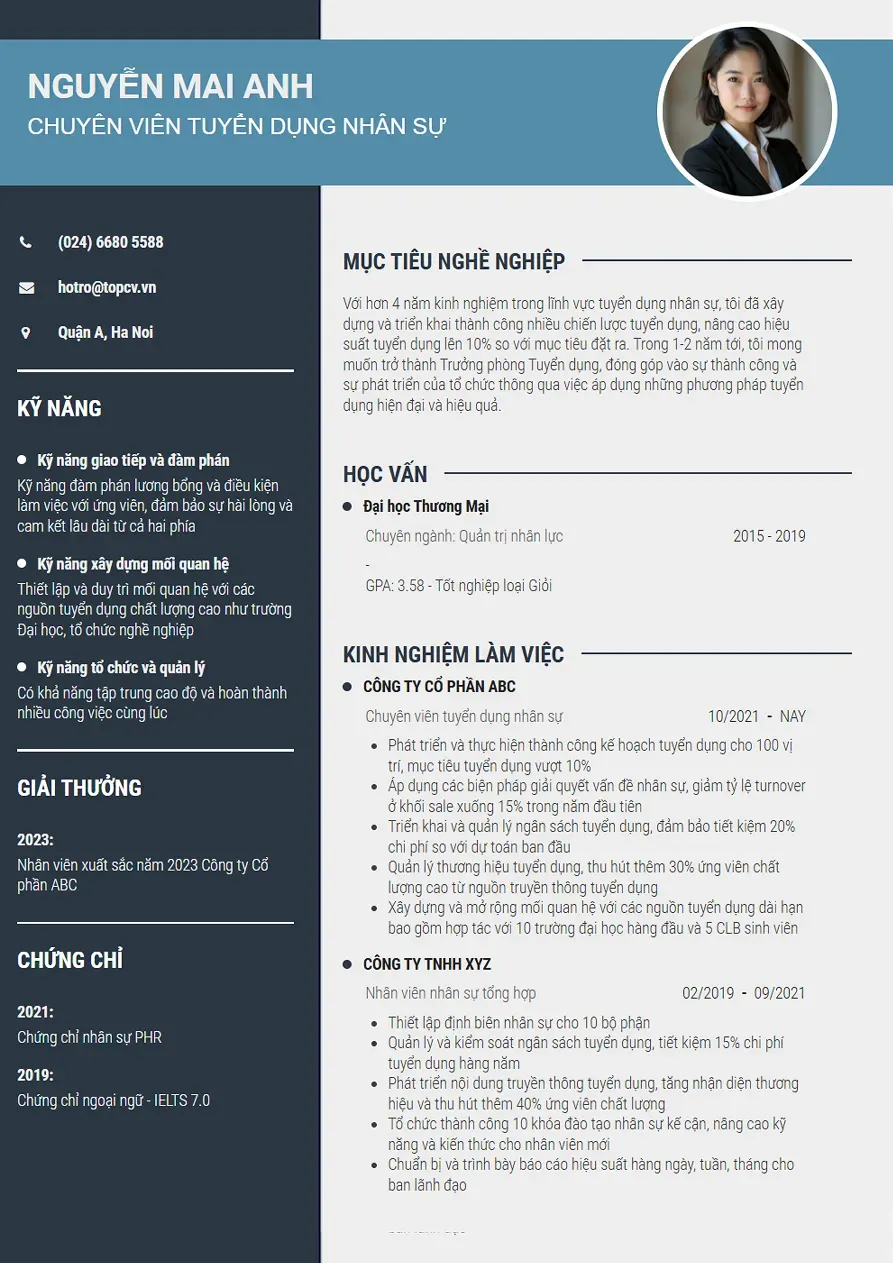 NGUYỄN MAI ANH
CHUYÊN VIÊN TUYỂN DỤNG NHÂN SỰ
(024) 6680 5588
hotro@topcv.vn
Quận A, Ha Noi
KỸ NĂNG
Kỹ năng giao tiếp và đàm phán
Kỹ năng đàm phán lương bổng và điều kiện
làm việc với ứng viên, đảm bảo sự hài lòng và
cam kết lâu dài từ cả hai phía
Kỹ năng xây dựng mối quan hệ
Thiết lập và duy trì mối quan hệ với các
nguồn tuyển dụng chất lượng cao như trường
Đại học, tổ chức nghề nghiệp
Kỹ năng tổ chức và quản lý
Có khả năng tập trung cao độ và hoàn thành
nhiều công việc cùng lúc
GIẢI THƯỞNG
2023:
Nhân viên xuất sắc năm 2023 Công ty Cổ
phần ABC
CHỨNG CHỈ
2021:
Chứng chỉ nhân sự PHR
2019:
Chứng chỉ ngoại ngữ - IELTS 7.0
MỤC TIÊU NGHỀ NGHIỆP
Với hơn 4 năm kinh nghiệm trong lĩnh vực tuyển dụng nhân sự, tôi đã xây
dựng và triển khai thành công nhiều chiến lược tuyển dụng, nâng cao hiệu
suất tuyển dụng lên 10% so với mục tiêu đặt ra. Trong 1-2 năm tới, tôi mong
muốn trở thành Trưởng phòng Tuyển dụng, đóng góp vào sự thành công và
sự phát triển của tổ chức thông qua việc áp dụng những phương pháp tuyển
dụng hiện đại và hiệu quả.
HỌC VẤN
Đại học Thương Mại
Chuyên ngành: Quản trị nhân lực 2015 - 2019
-
GPA: 3.58 - Tốt nghiệp loại Giỏi
KINH NGHIỆM LÀM VIỆC
CÔNG TY CỔ PHẦN ABC
Chuyên viên tuyển dụng nhân sự 10/2021 - NAY
Phát triển và thực hiện thành công kế hoạch tuyển dụng cho 100 vị
trí, mục tiêu tuyển dụng vượt 10%
Áp dụng các biện pháp giải quyết vấn đề nhân sự, giảm tỷ lệ turnover
ở khối sale xuống 15% trong năm đầu tiên
Triển khai và quản lý ngân sách tuyển dụng, đảm bảo tiết kiệm 20%
chi phí so với dự toán ban đầu
Quản lý thương hiệu tuyển dụng, thu hút thêm 30% ứng viên chất
lượng cao từ nguồn truyền thông tuyển dụng
Xây dựng và mở rộng mối quan hệ với các nguồn tuyển dụng dài hạn
bao gồm hợp tác với 10 trường đại học hàng đầu và 5 CLB sinh viên
CÔNG TY TNHH XYZ
Nhân viên nhân sự tổng hợp 02/2019 - 09/2021
Thiết lập định biên nhân sự cho 10 bộ phận
Quản lý và kiểm soát ngân sách tuyển dụng, tiết kiệm 15% chi phí
tuyển dụng hàng năm
Phát triển nội dung truyền thông tuyển dụng, tăng nhận diện thương
hiệu và thu hút thêm 40% ứng viên chất lượng
Tổ chức thành công 10 khóa đào tạo nhân sự kế cận, nâng cao kỹ
năng và kiến thức cho nhân viên mới
Chuẩn bị và trình bày báo cáo hiệu suất hàng ngày, tuần, tháng cho
ban lãnh đạo